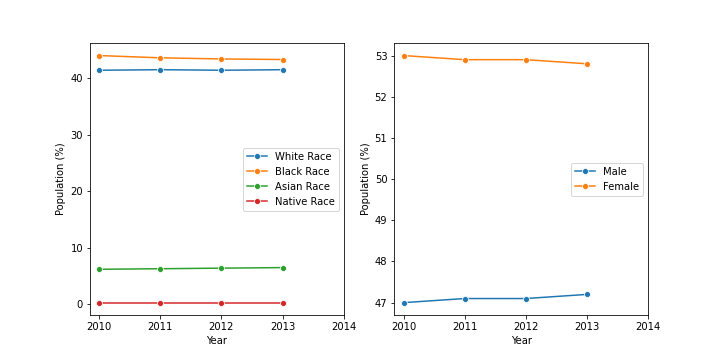 Population (%)
40
30
20
10
0
White Race
Black Race
Asian Race
Native Race
2010 2011 2012 2013 2014
Year
Population (%)
53
52
51
50
49
48
47
Male
Female
2010 2011 2012 2013 2014
Year